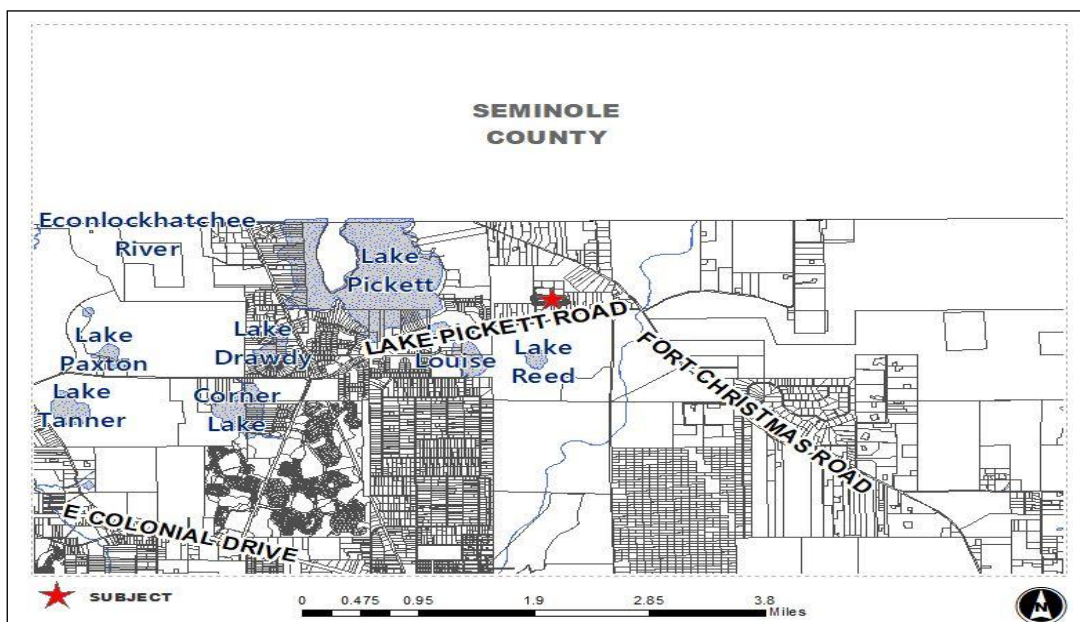 SEMINOLE
COUNTY
Econlockhatchee
River
Lake
Pickett
LAKE PICKETT ROAD
Lake
Paxton
Lake
Drawdy
Louise
Lake
Reed
FORT CHRISTMAS ROAD
Lake
Tanner
Corner
Lake
E COLONIAL DRIVE
SUBJECT
0 0.475 0.95 1.9 2.85 3.8
Miles
N